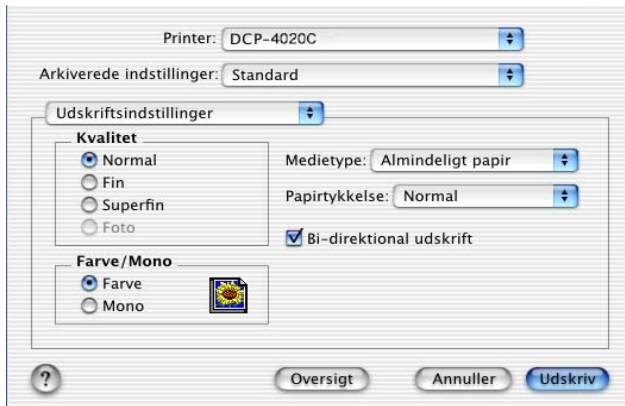 Printer: DCP-4020C
Arkiverede indstillinger: Standard
Udskriftsindstillinger
Kvalitet
Normal
Fin
Superfin
Foto
Medietype: Almindeligt papir
Papirtykkelse: Normal
Bi-direktional udskrift
Farve/Mono
Farve
Mono
?
Oversigt
Annuller
Udskriv